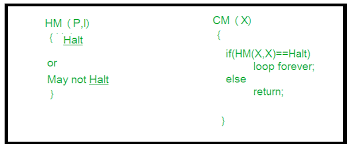 HM ( P,I)
{ Halt
or
May not Halt
}
CM ( X)
{
if(HM(X,X)==Halt)
loop forever;
else
return;
}